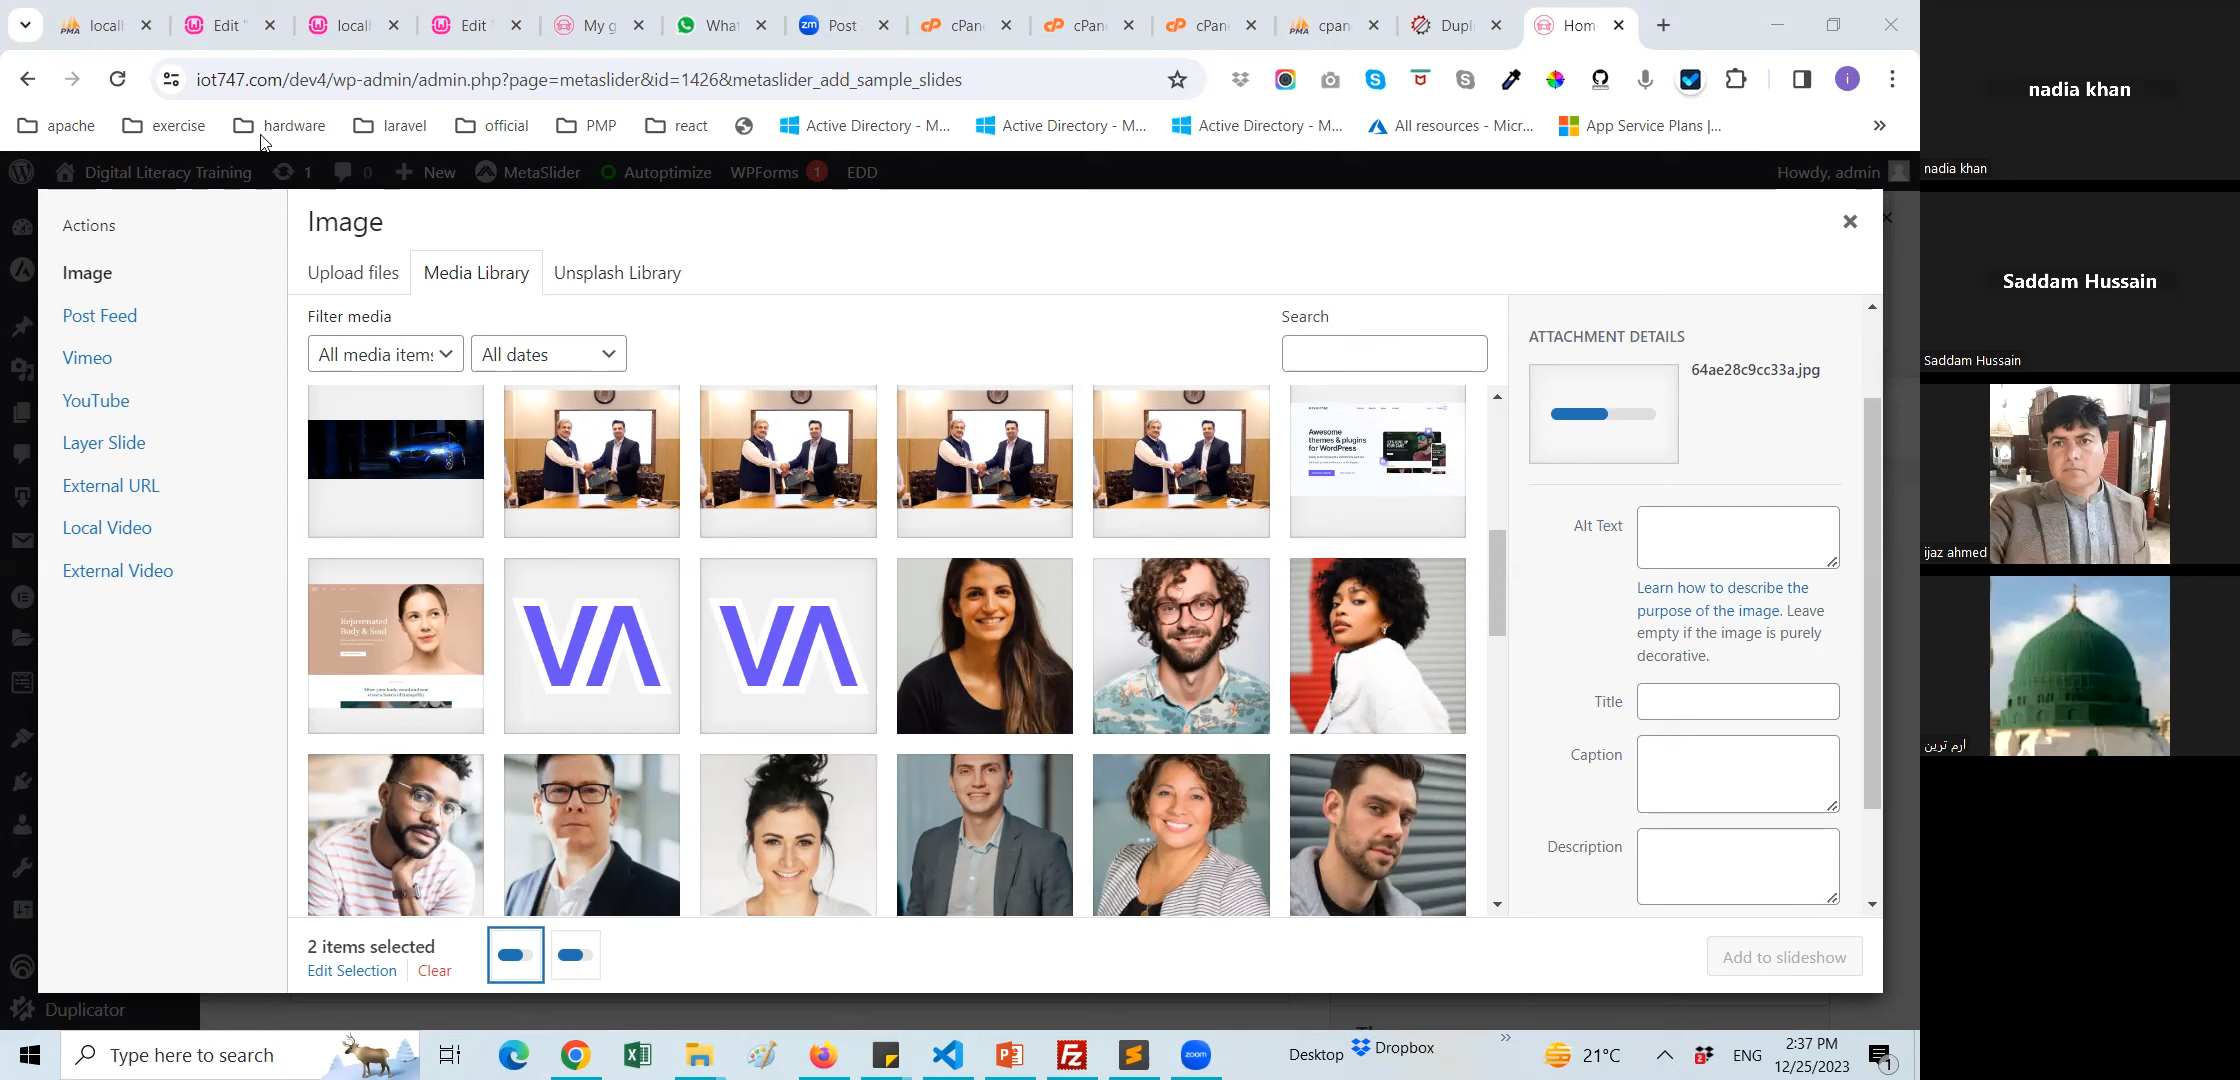 locall
Edit "
locall
Edit "
My g
What
Post
cPan
cPan
cPan
cpan
Dupli
Hom
iot747.com/dev4/wp-admin/admin.php?page=metaslider&id=1426&metaslider_add_sample_slides
apache
exercise
hardware
laravel
official
PMP
react
Active Directory - M...
Active Directory - M...
Active Directory - M...
All resources - Micr...
App Service Plans |...
Digital Literacy Training
1
0
New
MetaSlider
Autoptimize
WPForms 1
EDD
Howdy, admin
Actions
Image
Post Feed
Vimeo
YouTube
Layer Slide
External URL
Local Video
External Video
Duplicator
Image
Upload files
Media Library
Unsplash Library
Filter media
All media items
All dates
Search
Awesome
themes & plugins
for WordPress
Rejuvenated
Body & Soul
VA
VA
ATTACHMENT DETAILS
64ae28c9cc33a.jpg
Alt Text
Learn how to describe the
purpose of the image. Leave
empty if the image is purely
decorative.
Title
Caption
Description
2 items selected
Edit Selection
Clear
Add to slideshow
Type here to search
Desktop
Dropbox
21°C
ENG
2:37 PM
12/25/2023
1
nadia khan
nadia khan
Saddam Hussain
Saddam Hussain
ijaz ahmed
ارم ترین